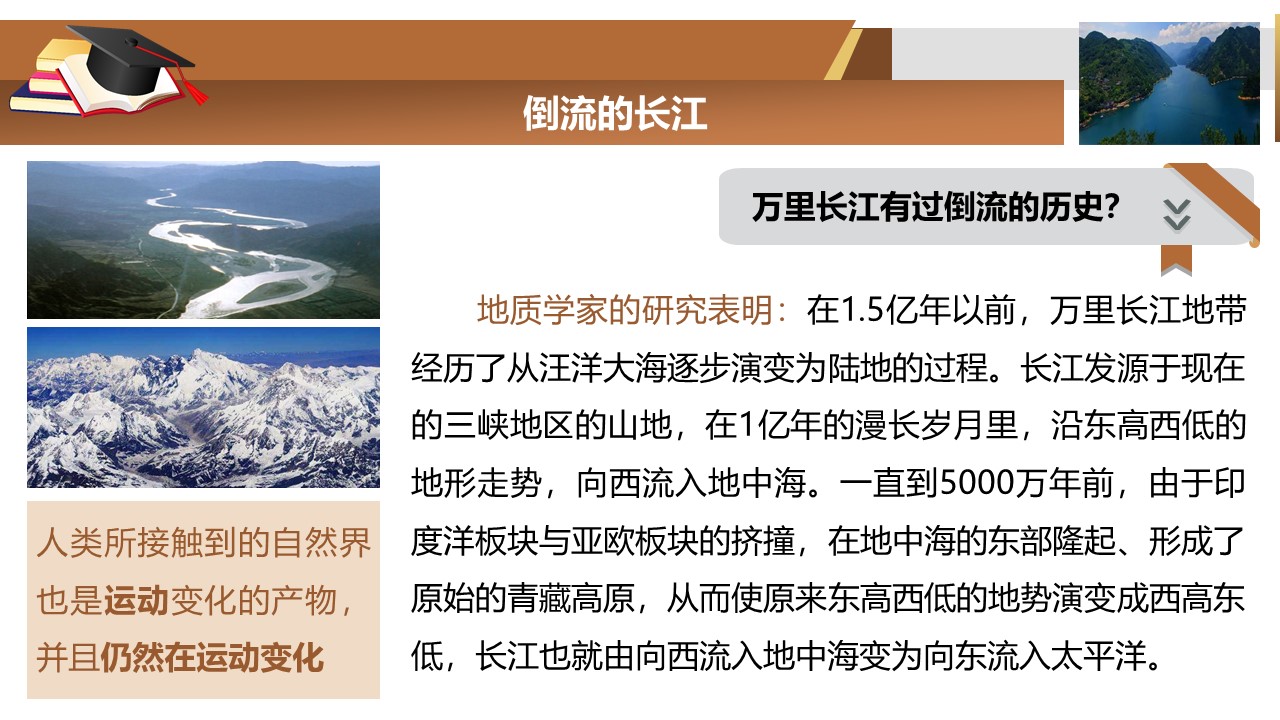 倒流的长江
万里长江有过倒流的历史？
地质学家的研究表明：在1.5亿年以前，万里长江地带
经历了从汪洋大海逐步演变为陆地的过程。长江发源于现在
的三峡地区的山地，在1亿年的漫长岁月里，沿东高西低的
地形走势，向西流入地中海。一直到5000万年前，由于印
度洋板块与亚欧板块的挤撞，在地中海的东部隆起、形成了
原始的青藏高原，从而使原来东高西低的地势演变成西高东
低，长江也就由向西流入地中海变为向东流入太平洋。
人类所接触到的自然界
也是运动变化的产物，
并且仍然在运动变化